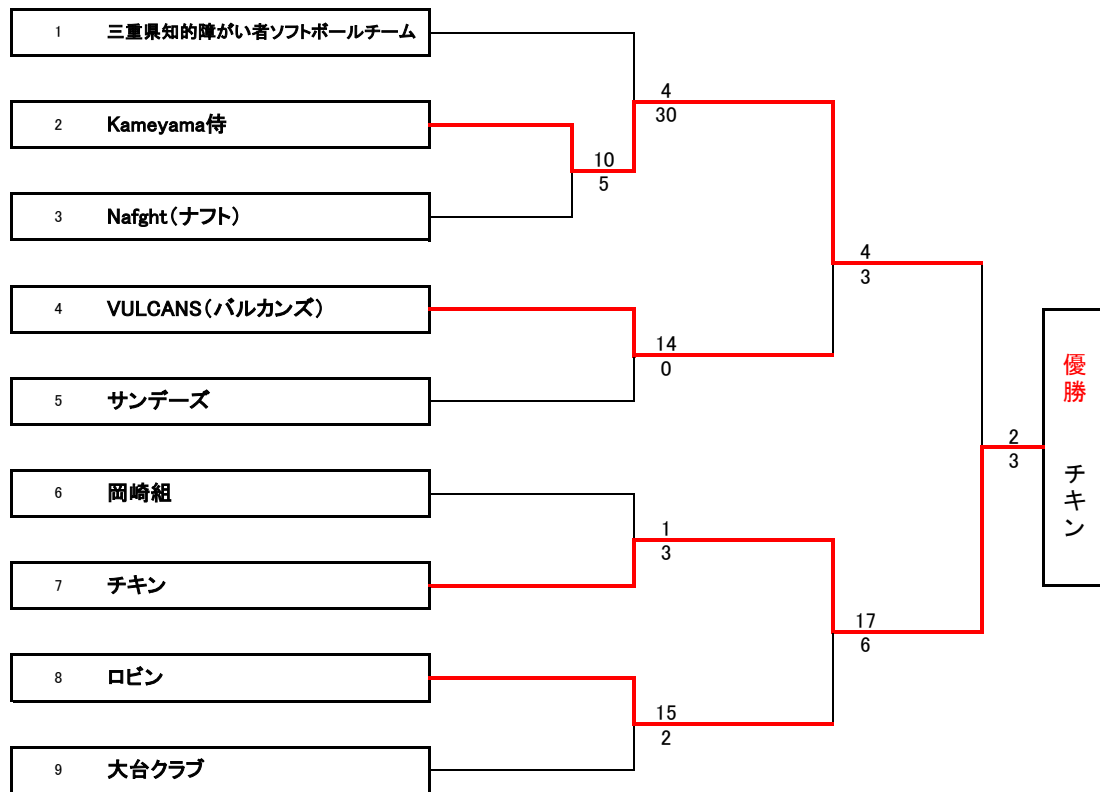 1 三重県知的障がい者ソフトボールチーム
4
30
2 Kameyama侍
10
5
3 Nafght（ナフト）
4
3
4 VULCANS（バルカンズ）
14
0
5 サンデーズ
優勝 チキン
2
3
6 岡崎組
1
3
7 チキン
17
6
8 ロビン
15
2
9 大台クラブ